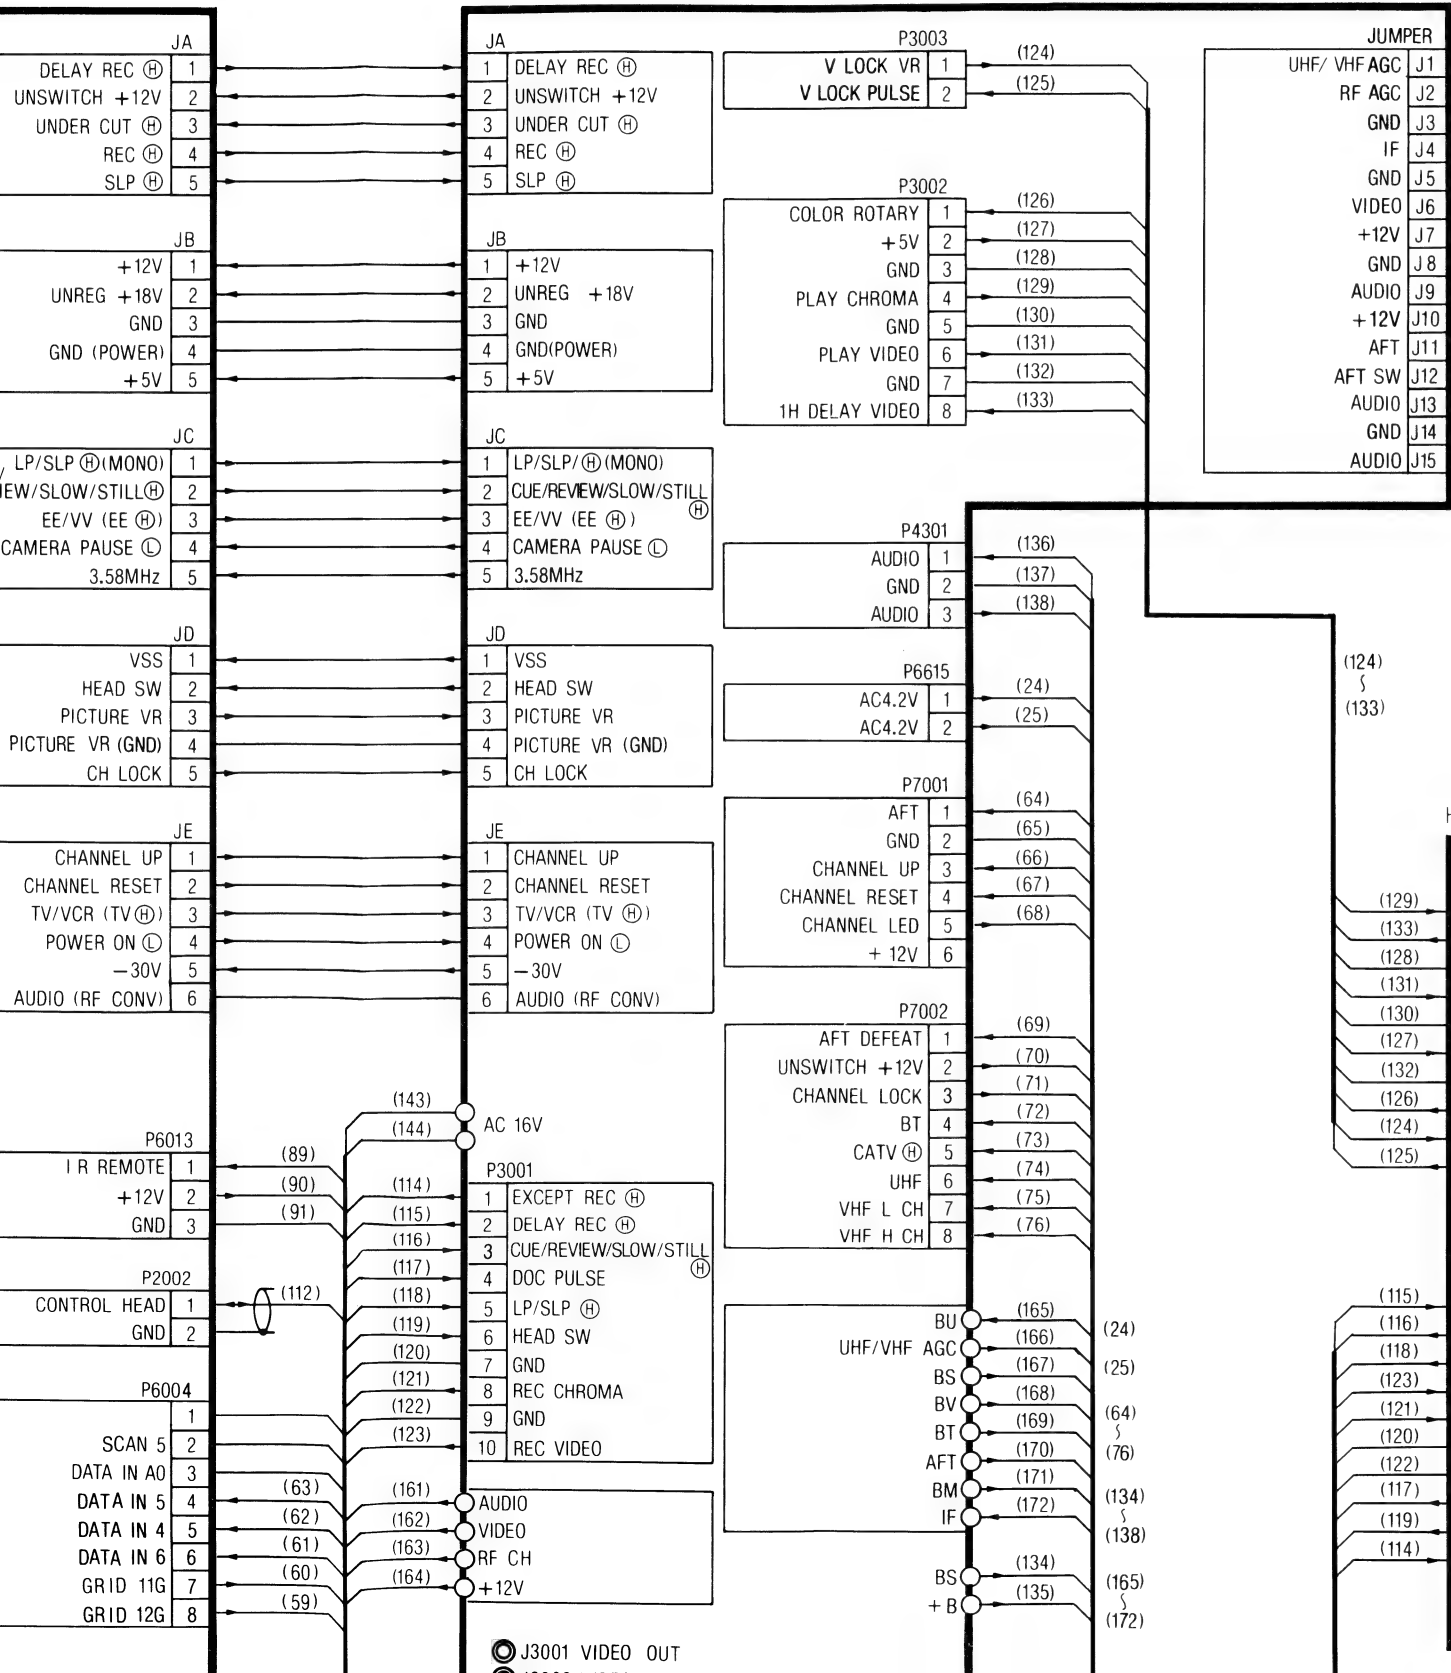 JA
DELAY REC Ⓗ 1
UNSWITCH +12V 2
UNDER CUT Ⓗ 3
REC Ⓗ 4
SLP Ⓗ 5
JB
+12V 1
UNREG +18V 2
GND 3
GND (POWER) 4
+5V 5
JC
LP/SLP Ⓗ(MONO) 1
EW/SLOW/STILLⒽ 2
EE/VV (EE Ⓗ) 3
CAMERA PAUSE Ⓛ 4
3.58MHz 5
JD
VSS 1
HEAD SW 2
PICTURE VR 3
PICTURE VR (GND) 4
CH LOCK 5
JE
CHANNEL UP 1
CHANNEL RESET 2
TV/VCR (TVⒽ) 3
POWER ON Ⓛ 4
−30V 5
AUDIO (RF CONV) 6
P6013
I R REMOTE 1 (89)
+12V 2 (90)
GND 3 (91)
P2002
CONTROL HEAD 1 (112)
GND 2
P6004
1
SCAN 5 2
DATA IN A0 3
DATA IN 5 4 (63)
DATA IN 4 5 (62)
DATA IN 6 6 (61)
GRID 11G 7 (60)
GRID 12G 8 (59)
JA
1 DELAY REC Ⓗ
2 UNSWITCH +12V
3 UNDER CUT Ⓗ
4 REC Ⓗ
5 SLP Ⓗ
JB
1 +12V
2 UNREG +18V
3 GND
4 GND(POWER)
5 +5V
JC
1 LP/SLP/Ⓗ(MONO)
2 CUE/REVIEW/SLOW/STILL
Ⓗ
3 EE/VV (EE Ⓗ)
4 CAMERA PAUSE Ⓛ
5 3.58MHz
JD
1 VSS
2 HEAD SW
3 PICTURE VR
4 PICTURE VR (GND)
5 CH LOCK
JE
1 CHANNEL UP
2 CHANNEL RESET
3 TV/VCR (TV Ⓗ)
4 POWER ON Ⓛ
5 −30V
6 AUDIO (RF CONV)
(143)
(144)
AC 16V
P3001
(114) 1 EXCEPT REC Ⓗ
(115) 2 DELAY REC Ⓗ
(116) 3 CUE/REVIEW/SLOW/STILL
Ⓗ
(117) 4 DOC PULSE
(118) 5 LP/SLP Ⓗ
(119) 6 HEAD SW
(120) 7 GND
(121) 8 REC CHROMA
(122) 9 GND
(123) 10 REC VIDEO
(161) AUDIO
(162) VIDEO
(163) RF CH
(164) +12V
J3001 VIDEO OUT
P3003
V LOCK VR 1 (124)
V LOCK PULSE 2 (125)
P3002
COLOR ROTARY 1 (126)
+5V 2 (127)
GND 3 (128)
PLAY CHROMA 4 (129)
GND 5 (130)
PLAY VIDEO 6 (131)
GND 7 (132)
1H DELAY VIDEO 8 (133)
P4301
AUDIO 1 (136)
GND 2 (137)
AUDIO 3 (138)
P6615
AC4.2V 1 (24)
AC4.2V 2 (25)
P7001
AFT 1 (64)
GND 2 (65)
CHANNEL UP 3 (66)
CHANNEL RESET 4 (67)
CHANNEL LED 5 (68)
+12V 6
P7002
AFT DEFEAT 1 (69)
UNSWITCH +12V 2 (70)
CHANNEL LOCK 3 (71)
BT 4 (72)
CATV Ⓗ 5 (73)
UHF 6 (74)
VHF L CH 7 (75)
VHF H CH 8 (76)
BU (165)
UHF/VHF AGC (166)
BS (167)
BV (168)
BT (169)
AFT (170)
BM (171)
IF (172)
BS (134)
+B (135)
(24)
(25)
(64)
∫
(76)
(134)
∫
(138)
(165)
∫
(172)
JUMPER
UHF/ VHF AGC J1
RF AGC J2
GND J3
IF J4
GND J5
VIDEO J6
+12V J7
GND J8
AUDIO J9
+12V J10
AFT J11
AFT SW J12
AUDIO J13
GND J14
AUDIO J15
(124)
∫
(133)
(129)
(133)
(128)
(131)
(130)
(127)
(132)
(126)
(124)
(125)
(115)
(116)
(118)
(123)
(121)
(120)
(122)
(117)
(119)
(114)